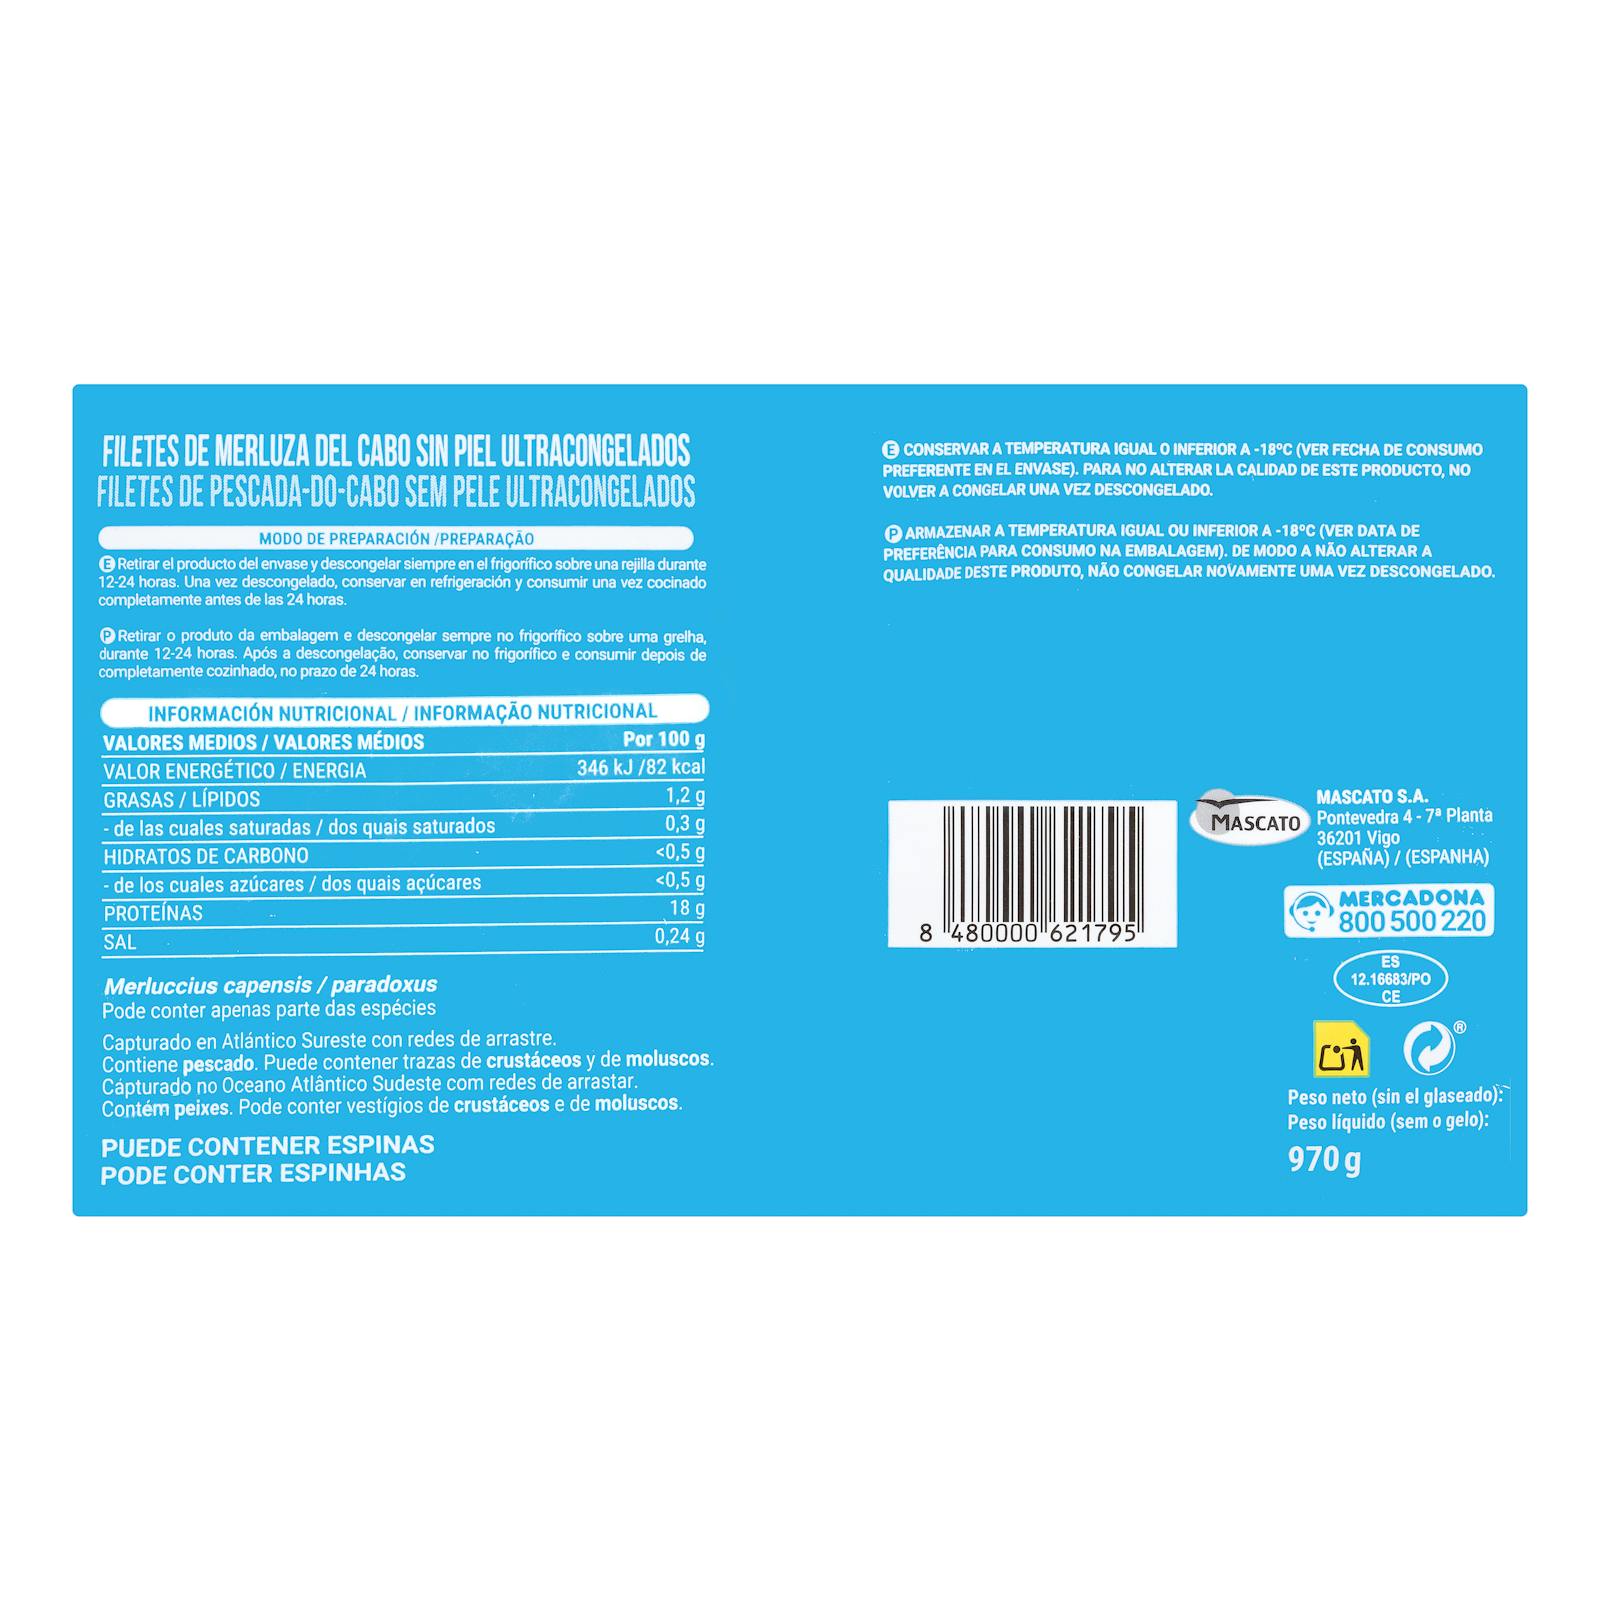 FILETES DE MERLUZA DEL CABO SIN PIEL ULTRACONGELADOS
FILETES DE PESCADA-DO-CABO SEM PELE ULTRACONGELADOS
MODO DE PREPARACIÓN /PREPARAÇÃO
E Retirar el producto del envase y descongelar siempre en el frigorífico sobre una rejilla durante
12-24 horas. Una vez descongelado, conservar en refrigeración y consumir una vez cocinado
completamente antes de las 24 horas.
P Retirar o produto da embalagem e descongelar sempre no frigorífico sobre uma grelha,
durante 12-24 horas. Após a descongelação, conservar no frigorífico e consumir depois de
completamente cozinhado, no prazo de 24 horas.
INFORMACIÓN NUTRICIONAL / INFORMAÇÃO NUTRICIONAL
VALORES MEDIOS / VALORES MÉDIOS Por 100 g
VALOR ENERGÉTICO / ENERGIA 346 kJ /82 kcal
GRASAS / LÍPIDOS 1,2 g
- de las cuales saturadas / dos quais saturados 0,3 g
HIDRATOS DE CARBONO <0,5 g
- de los cuales azúcares / dos quais açúcares <0,5 g
PROTEÍNAS 18 g
SAL 0,24 g
Merluccius capensis / paradoxus
Pode conter apenas parte das espécies
Capturado en Atlántico Sureste con redes de arrastre.
Contiene pescado. Puede contener trazas de crustáceos y de moluscos.
Capturado no Oceano Atlântico Sudeste com redes de arrastar.
Contém peixes. Pode conter vestígios de crustáceos e de moluscos.
PUEDE CONTENER ESPINAS
PODE CONTER ESPINHAS
E CONSERVAR A TEMPERATURA IGUAL O INFERIOR A -18ºC (VER FECHA DE CONSUMO
PREFERENTE EN EL ENVASE). PARA NO ALTERAR LA CALIDAD DE ESTE PRODUCTO, NO
VOLVER A CONGELAR UNA VEZ DESCONGELADO.
P ARMAZENAR A TEMPERATURA IGUAL OU INFERIOR A -18ºC (VER DATA DE
PREFERÊNCIA PARA CONSUMO NA EMBALAGEM). DE MODO A NÃO ALTERAR A
QUALIDADE DESTE PRODUTO, NÃO CONGELAR NOVAMENTE UMA VEZ DESCONGELADO.
8 480000 621795
MASCATO
MASCATO S.A.
Pontevedra 4 - 7ª Planta
36201 Vigo
(ESPAÑA) / (ESPANHA)
MERCADONA
800 500 220
ES
12.16683/PO
CE
®
Peso neto (sin el glaseado):
Peso líquido (sem o gelo):
970 g